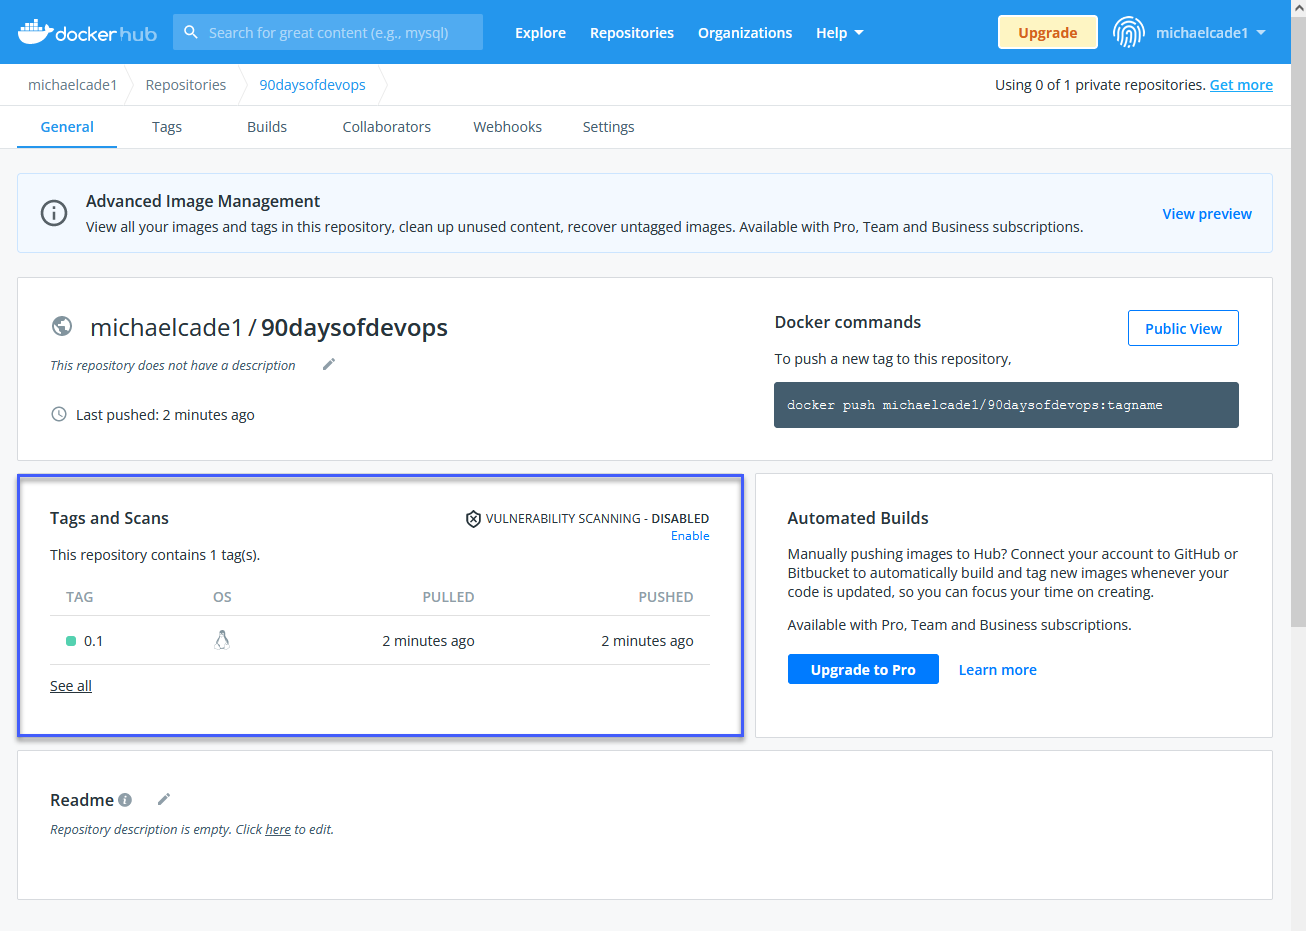 docker hub
Search for great content (e.g., mysql)
Explore
Repositories
Organizations
Help
Upgrade
michaelcade1
michaelcade1
Repositories
90daysofdevops
Using 0 of 1 private repositories. Get more
General
Tags
Builds
Collaborators
Webhooks
Settings
Advanced Image Management
View all your images and tags in this repository, clean up unused content, recover untagged images. Available with Pro, Team and Business subscriptions.
View preview
michaelcade1 / 90daysofdevops
This repository does not have a description
Last pushed: 2 minutes ago
Docker commands
Public View
To push a new tag to this repository,
docker push michaelcade1/90daysofdevops:tagname
Tags and Scans
VULNERABILITY SCANNING - DISABLED
Enable
This repository contains 1 tag(s).
TAG OS PULLED PUSHED
0.1 2 minutes ago 2 minutes ago
See all
Automated Builds
Manually pushing images to Hub? Connect your account to GitHub or
Bitbucket to automatically build and tag new images whenever your
code is updated, so you can focus your time on creating.
Available with Pro, Team and Business subscriptions.
Upgrade to Pro
Learn more
Readme
Repository description is empty. Click here to edit.